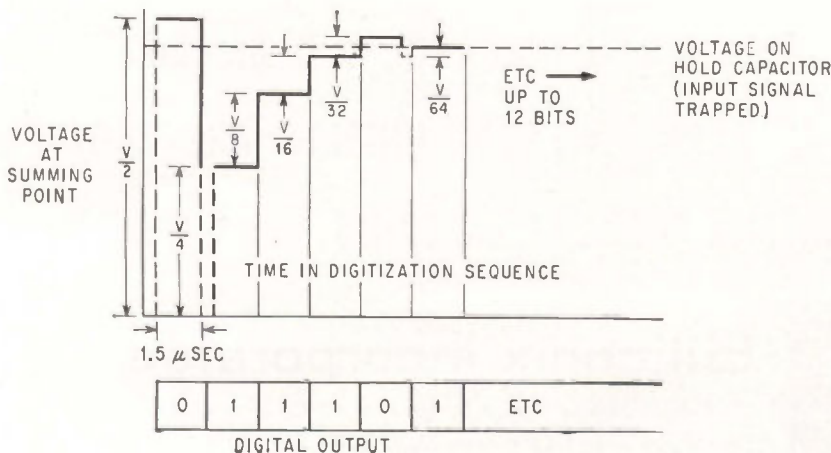 VOLTAGE
AT
SUMMING
POINT
V
2
V
4
V
8
V
16
V
32
V
64
ETC
UP TO
12 BITS
VOLTAGE ON
HOLD CAPACITOR
(INPUT SIGNAL
TRAPPED)
TIME IN DIGITIZATION SEQUENCE
1.5 μ SEC
0 1 1 1 0 1 ETC
DIGITAL OUTPUT